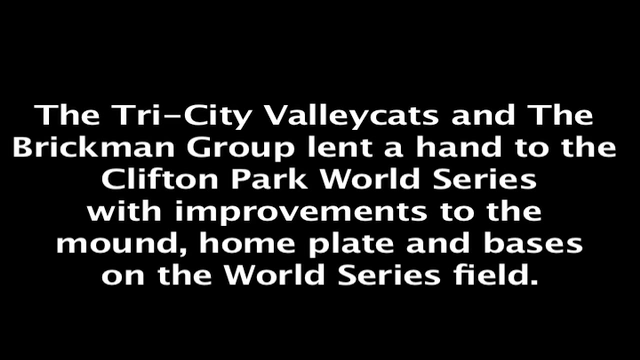 The Tri-City Valleycats and The
Brickman Group lent a hand to the
Clifton Park World Series
with improvements to the
mound, home plate and bases
on the World Series field.